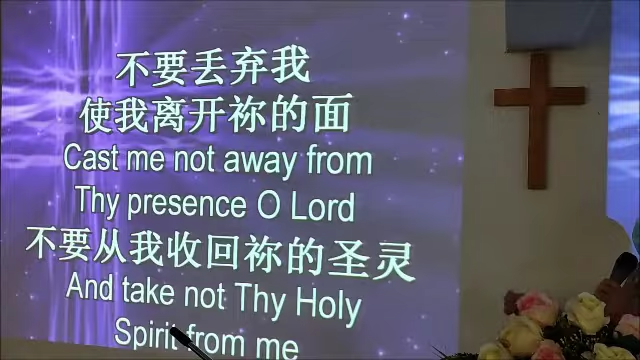 不要丢弃我
使我离开祢的面
Cast me not away from
Thy presence O Lord
不要从我收回祢的圣灵
And take not Thy Holy
Spirit from me